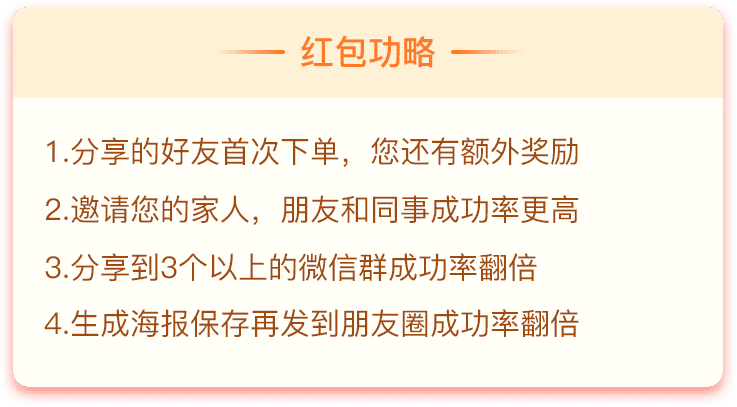 红包功略
1.分享的好友首次下单，您还有额外奖励
2.邀请您的家人，朋友和同事成功率更高
3.分享到3个以上的微信群成功率翻倍
4.生成海报保存再发到朋友圈成功率翻倍